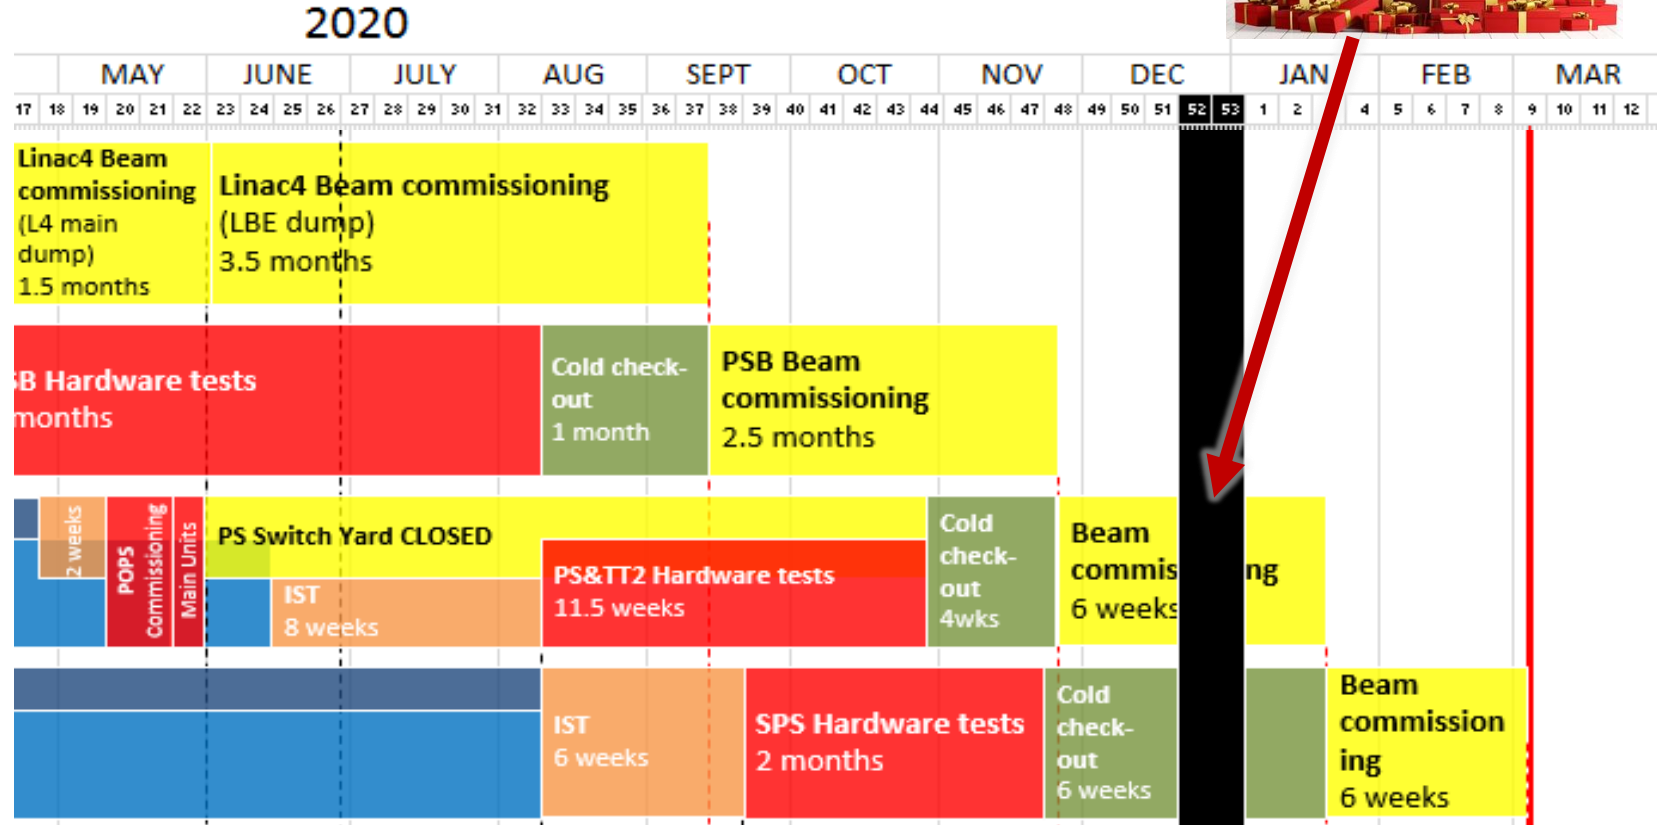 2020
MAY JUNE JULY AUG SEPT OCT NOV DEC JAN FEB MAR
17 18 19 20 21 22 23 24 25 26 27 28 29 30 31 32 33 34 35 36 37 38 39 40 41 42 43 44 45 46 47 48 49 50 51 52 53 1 2 4 5 6 7 8 9 10 11 12
Linac4 Beam
commissioning
(L4 main
dump)
1.5 months
Linac4 Beam commissioning
(LBE dump)
3.5 months
SB Hardware tests
months
Cold check-
out
1 month
PSB Beam
commissioning
2.5 months
2 weeks
POPS
Commissioning
Main Units
PS Switch Yard CLOSED
IST
8 weeks
PS&TT2 Hardware tests
11.5 weeks
Cold
check-
out
4wks
Beam
commis ng
6 weeks
IST
6 weeks
SPS Hardware tests
2 months
Cold
check-
out
6 weeks
Beam
commission
ing
6 weeks